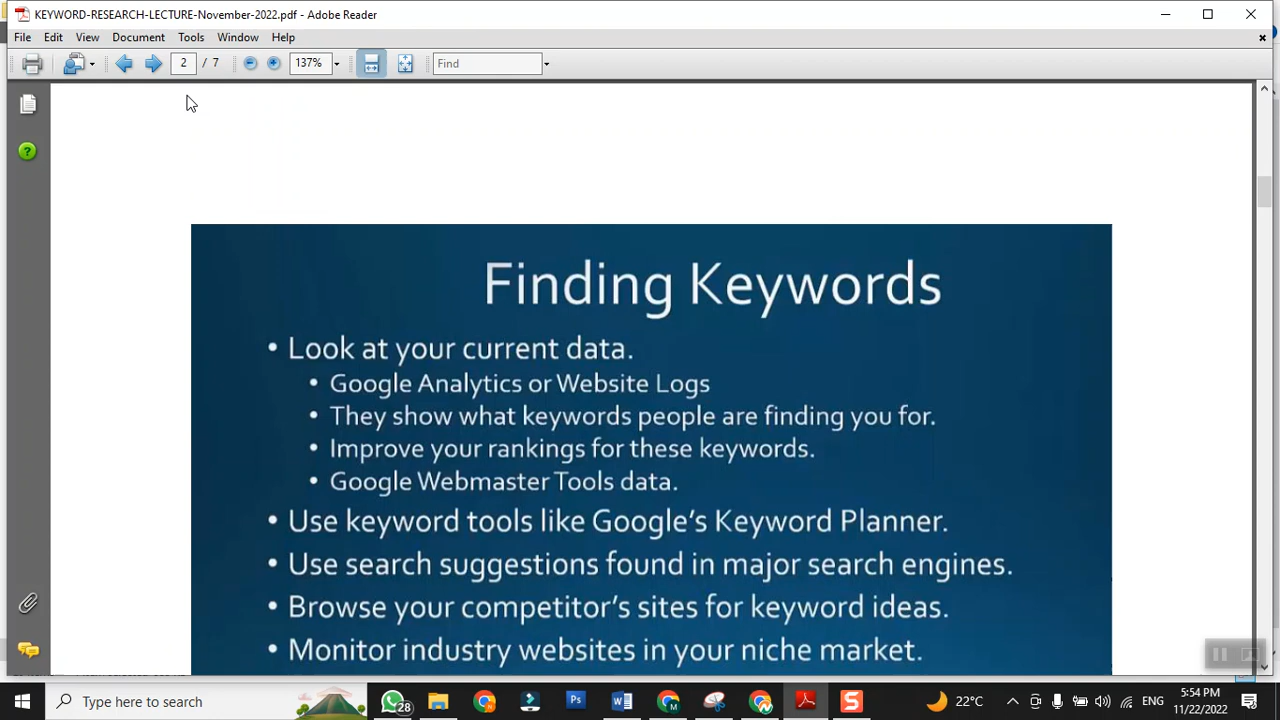 KEYWORD-RESEARCH-LECTURE-November-2022.pdf - Adobe Reader
File Edit View Document Tools Window Help
2 / 7 137% Find
Finding Keywords
• Look at your current data.
• Google Analytics or Website Logs
• They show what keywords people are finding you for.
• Improve your rankings for these keywords.
• Google Webmaster Tools data.
• Use keyword tools like Google's Keyword Planner.
• Use search suggestions found in major search engines.
• Browse your competitor's sites for keyword ideas.
• Monitor industry websites in your niche market.
Type here to search
28
Ps
22°C
ENG
5:54 PM
11/22/2022